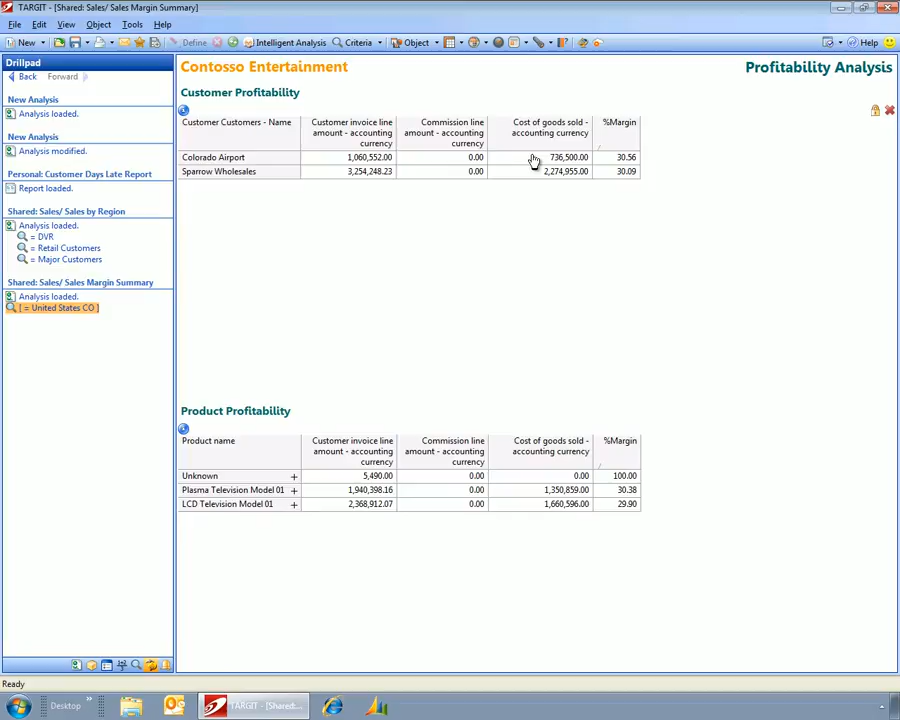 TARGIT - [Shared: Sales/ Sales Margin Summary]
File Edit View Object Tools Help
New Define Intelligent Analysis Criteria Object Help
Drillpad
Back Forward
New Analysis
Analysis loaded.
New Analysis
Analysis modified.
Personal: Customer Days Late Report
Report loaded.
Shared: Sales/ Sales by Region
Analysis loaded.
= DVR
= Retail Customers
= Major Customers
Shared: Sales/ Sales Margin Summary
Analysis loaded.
[ = United States CO ]
Contosso Entertainment
Profitability Analysis
Customer Profitability
Customer Customers - Name
Customer invoice line amount - accounting currency
Commission line amount - accounting currency
Cost of goods sold - accounting currency
%Margin
Colorado Airport 1,060,552.00 0.00 736,500.00 30.56
Sparrow Wholesales 3,254,248.23 0.00 2,274,955.00 30.09
Product Profitability
Product name
Customer invoice line amount - accounting currency
Commission line amount - accounting currency
Cost of goods sold - accounting currency
%Margin
Unknown + 5,490.00 0.00 0.00 100.00
Plasma Television Model 01 + 1,940,398.16 0.00 1,350,859.00 30.38
LCD Television Model 01 + 2,368,912.07 0.00 1,660,596.00 29.90
Ready
Desktop » TARGIT - [Shared:...